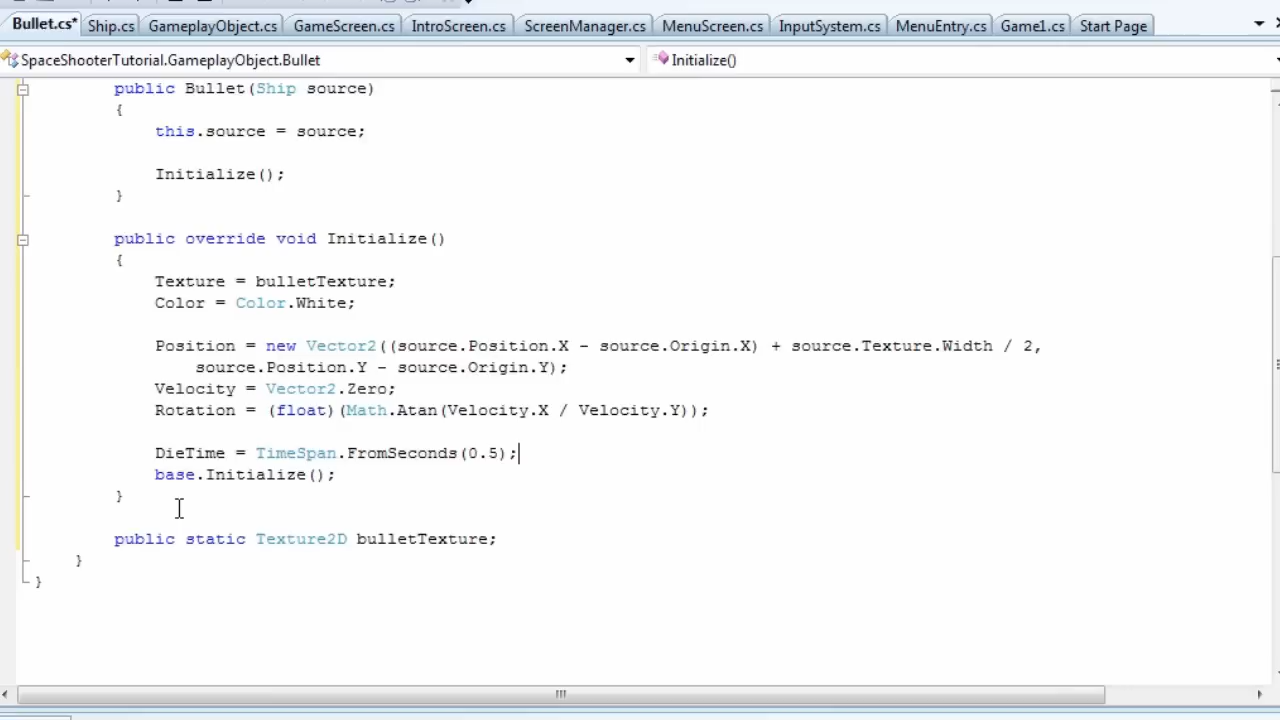 Bullet.cs* Ship.cs GameplayObject.cs GameScreen.cs IntroScreen.cs ScreenManager.cs MenuScreen.cs InputSystem.cs MenuEntry.cs Game1.cs Start Page
SpaceShooterTutorial.GameplayObject.Bullet Initialize()
public Bullet(Ship source)
{
this.source = source;
Initialize();
}
public override void Initialize()
{
Texture = bulletTexture;
Color = Color.White;
Position = new Vector2((source.Position.X - source.Origin.X) + source.Texture.Width / 2,
source.Position.Y - source.Origin.Y);
Velocity = Vector2.Zero;
Rotation = (float)(Math.Atan(Velocity.X / Velocity.Y));
DieTime = TimeSpan.FromSeconds(0.5);
base.Initialize();
}
public static Texture2D bulletTexture;
}
}